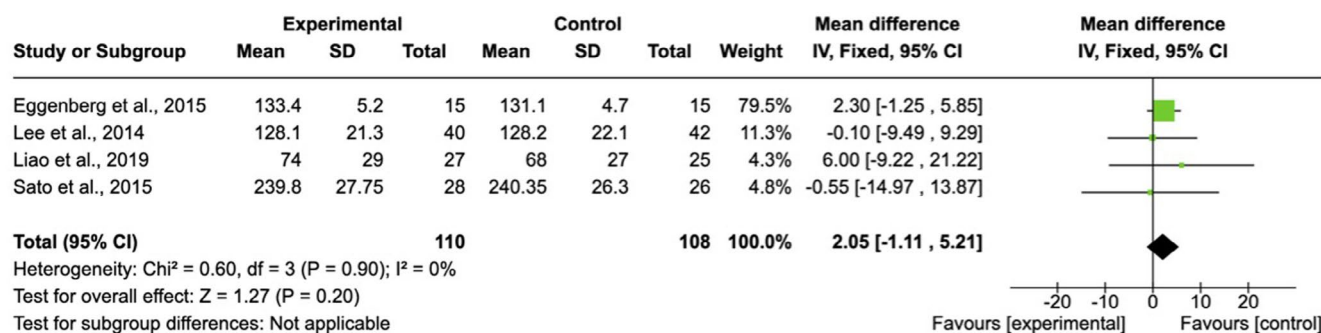 Experimental Control Mean difference Mean difference
Study or Subgroup Mean SD Total Mean SD Total Weight IV, Fixed, 95% CI IV, Fixed, 95% CI
Eggenberg et al., 2015 133.4 5.2 15 131.1 4.7 15 79.5% 2.30 [-1.25 , 5.85]
Lee et al., 2014 128.1 21.3 40 128.2 22.1 42 11.3% -0.10 [-9.49 , 9.29]
Liao et al., 2019 74 29 27 68 27 25 4.3% 6.00 [-9.22 , 21.22]
Sato et al., 2015 239.8 27.75 28 240.35 26.3 26 4.8% -0.55 [-14.97 , 13.87]
Total (95% CI) 110 108 100.0% 2.05 [-1.11 , 5.21]
Heterogeneity: Chi² = 0.60, df = 3 (P = 0.90); I² = 0%
Test for overall effect: Z = 1.27 (P = 0.20) -20 -10 0 10 20
Test for subgroup differences: Not applicable Favours [experimental] Favours [control]